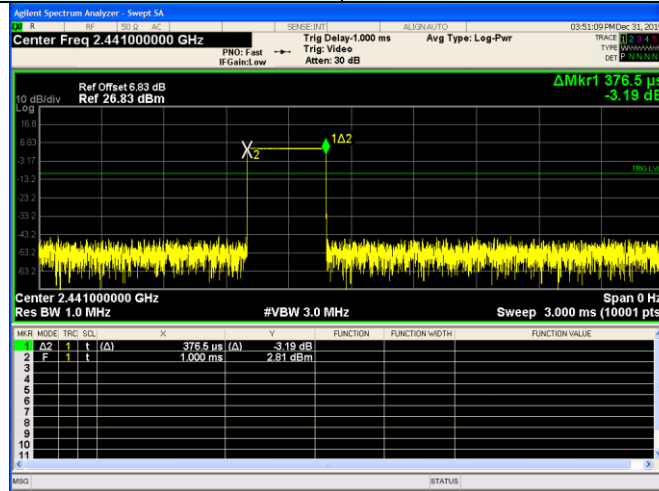 Agilent Spectrum Analyzer - Swept SA
R RF 50 Ω AC SENSE:INT ALIGNAUTO 03:51:09 PM Dec 31, 201
Center Freq 2.441000000 GHz Trig Delay-1.000 ms Avg Type: Log-Pwr TRACE 1 2 3 4 5
PNO: Fast Trig: Video TYPE
IFGain:Low Atten: 30 dB DET P N N N N
ΔMkr1 376.5 µs
Ref Offset 6.83 dB
10 dB/div Ref 26.83 dBm -3.19 dB
Log
16.8
6.83
1Δ2
2
-3.17
TRIG LVL
-13.2
-23.2
-33.2
-43.2
-53.2
-63.2
Center 2.441000000 GHz Span 0 Hz
Res BW 1.0 MHz #VBW 3.0 MHz Sweep 3.000 ms (10001 pts
MKR MODE TRC SCL X Y FUNCTION FUNCTION WIDTH FUNCTION VALUE
1 Δ2 1 t (Δ) 376.5 µs (Δ) -3.19 dB
2 F 1 t 1.000 ms 2.81 dBm
3
4
5
6
7
8
9
10
11
MSG STATUS